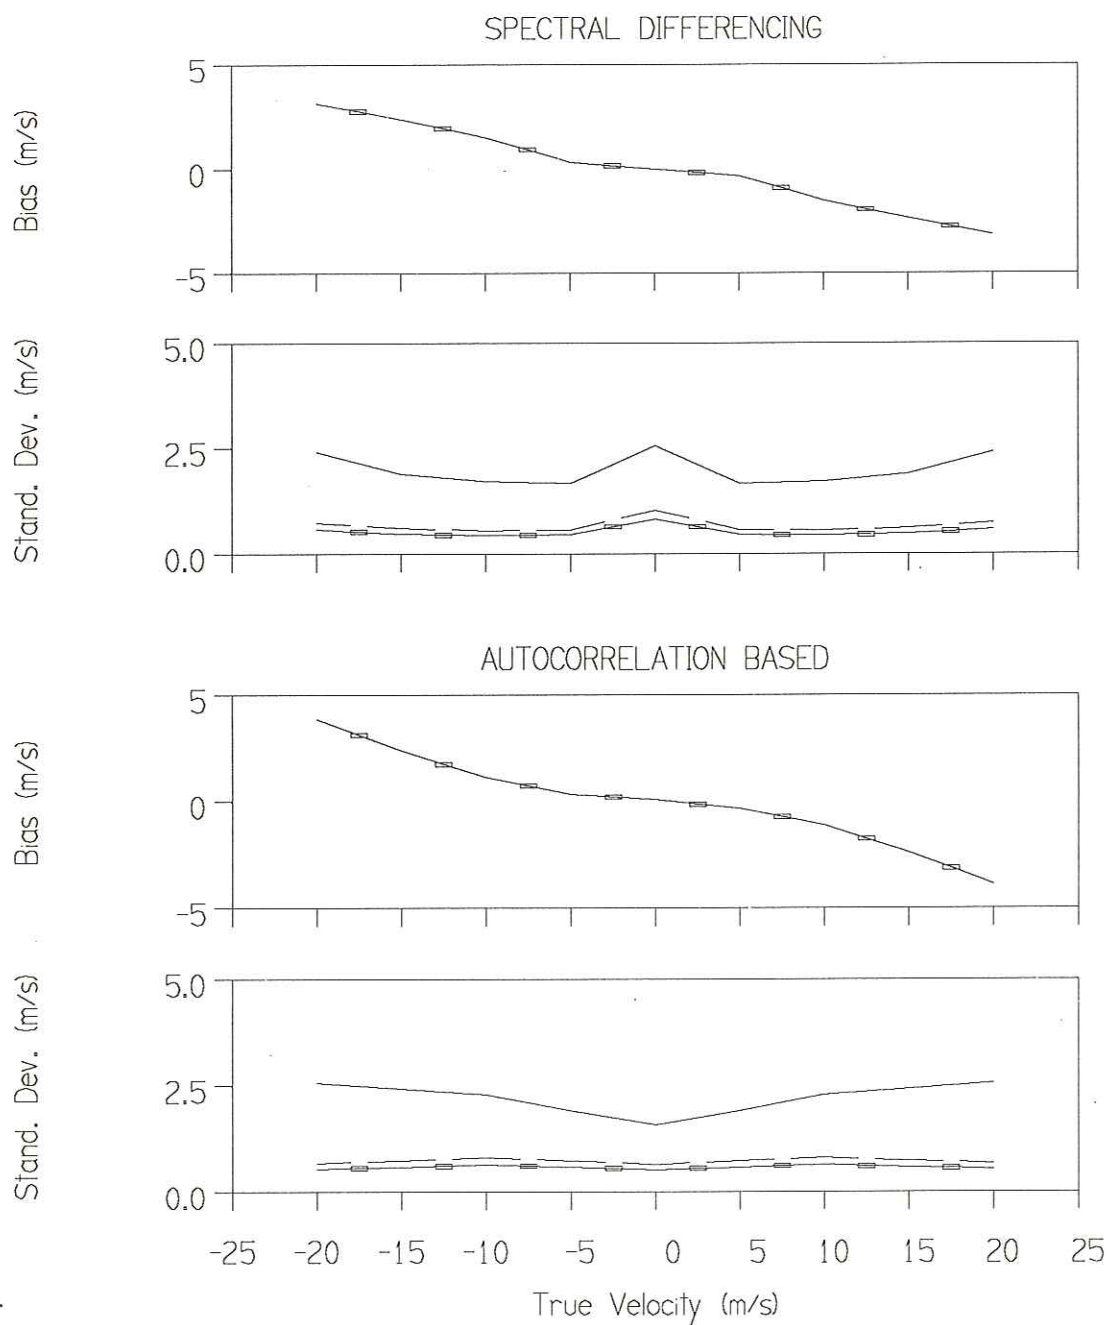 SPECTRAL DIFFERENCING
Bias (m/s)
5
0
-5
Stand. Dev. (m/s)
5.0
2.5
0.0
AUTOCORRELATION BASED
Bias (m/s)
5
0
-5
Stand. Dev. (m/s)
5.0
2.5
0.0
-25 -20 -15 -10 -5 0 5 10 15 20 25
True Velocity (m/s)